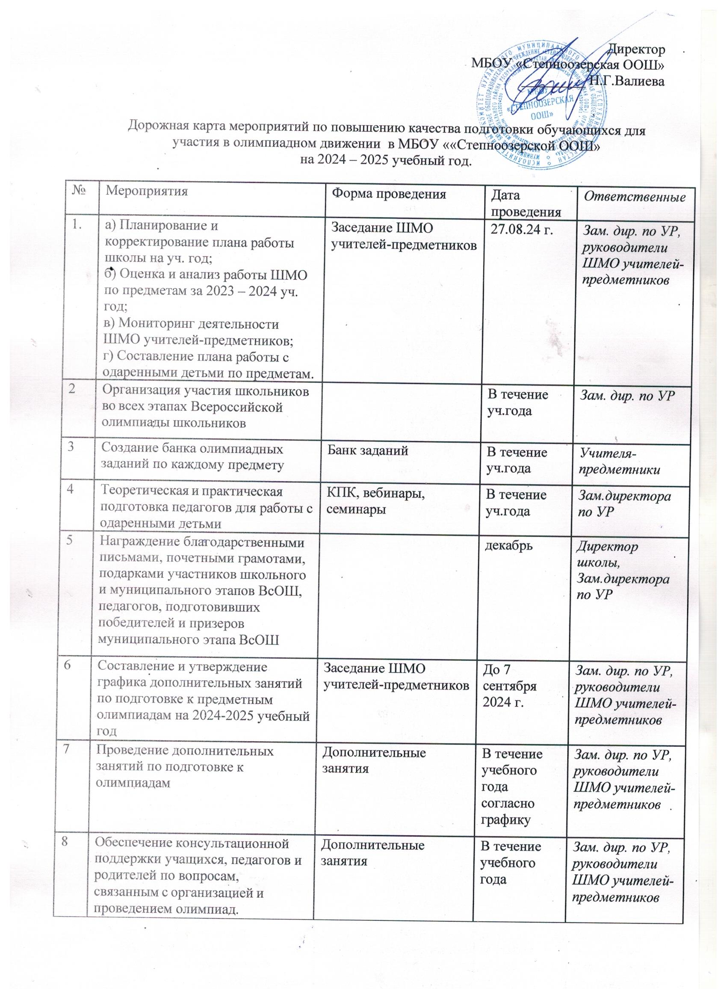 Директор
МБОУ «Степноозерская ООШ»
Н.Г.Валиева
МБОУ
«СТЕПНООЗЕРСКАЯ
ООШ»
Дорожная карта мероприятий по повышению качества подготовки обучающихся для
участия в олимпиадном движении в МБОУ ««Степноозерской ООШ»
на 2024 – 2025 учебный год.
№ Мероприятия Форма проведения Дата Ответственные
проведения
1. а) Планирование и Заседание ШМО 27.08.24 г. Зам. дир. по УР,
корректирование плана работы учителей-предметников руководители
школы на уч. год; ШМО учителей-
б) Оценка и анализ работы ШМО предметников
по предметам за 2023 – 2024 уч.
год;
в) Мониторинг деятельности
ШМО учителей-предметников;
г) Составление плана работы с
одаренными детьми по предметам.
2 Организация участия школьников В течение Зам. дир. по УР
во всех этапах Всероссийской уч.года
олимпиады школьников
3 Создание банка олимпиадных Банк заданий В течение Учителя-
заданий по каждому предмету уч.года предметники
4 Теоретическая и практическая КПК, вебинары, В течение Зам.директора
подготовка педагогов для работы с семинары уч.года по УР
одаренными детьми
5 Награждение благодарственными декабрь Директор
письмами, почетными грамотами, школы,
подарками участников школьного Зам.директора
и муниципального этапов ВсОШ, по УР
педагогов, подготовивших
победителей и призеров
муниципального этапа ВсОШ
6 Составление и утверждение Заседание ШМО До 7 Зам. дир. по УР,
графика дополнительных занятий учителей-предметников сентября руководители
по подготовке к предметным 2024 г. ШМО учителей-
олимпиадам на 2024-2025 учебный предметников
год
7 Проведение дополнительных Дополнительные В течение Зам. дир. по УР,
занятий по подготовке к занятия учебного руководители
олимпиадам года ШМО учителей-
согласно предметников
графику
8 Обеспечение консультационной Дополнительные В течение Зам. дир. по УР,
поддержки учащихся, педагогов и занятия учебного руководители
родителей по вопросам, года ШМО учителей-
связанным с организацией и предметников
проведением олимпиад.